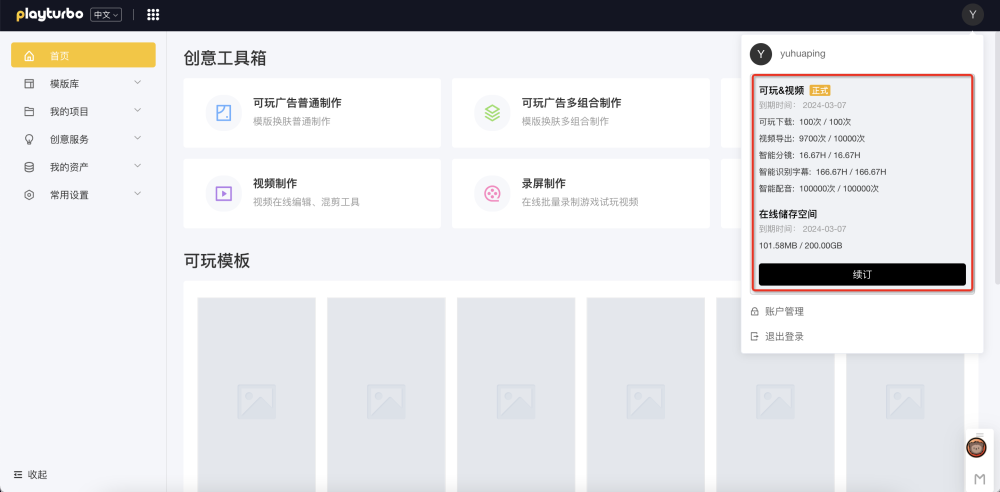 playturbo 中文
Y
首页
模版库
我的项目
创意服务
我的资产
常用设置
收起
创意工具箱
可玩广告普通制作
模版换肤普通制作
可玩广告多组合制作
模版换肤多组合制作
视频制作
视频在线编辑、混剪工具
录屏制作
在线批量录制游戏试玩视频
可玩模板
Y yuhuaping
可玩&视频 正式
到期时间： 2024-03-07
可玩下载: 100次 / 100次
视频导出: 9700次 / 10000次
智能分镜: 16.67H / 16.67H
智能识别字幕: 166.67H / 166.67H
智能配音: 100000次 / 100000次
在线储存空间
到期时间： 2024-03-07
101.58MB / 200.00GB
续订
账户管理
退出登录